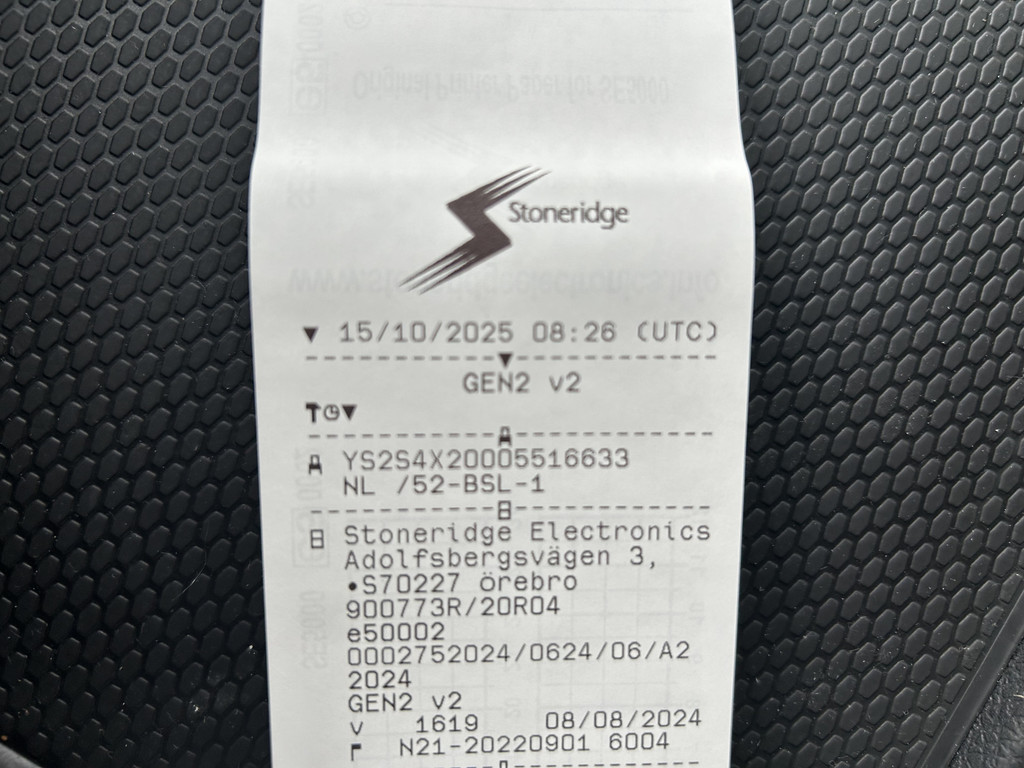 Stoneridge
▼ 15/10/2025 08:26 (UTC)
GEN2 v2
YS2S4X20005516633
NL /52-BSL-1
Stoneridge Electronics
Adolfsbergsvägen 3,
•S70227 örebro
900773R/20R04
e50002
0002752024/0624/06/A2
2024
GEN2 v2
v 1619 08/08/2024
N21-20220901 6004